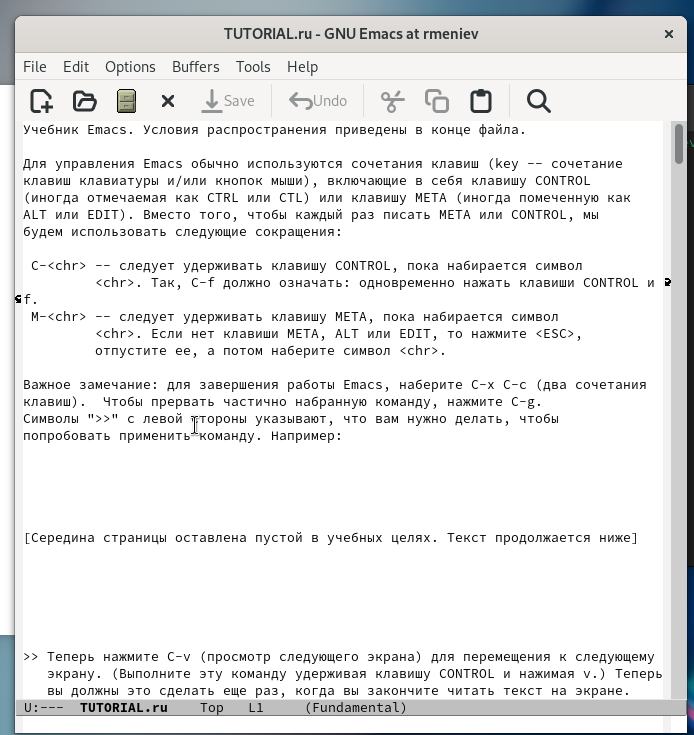 TUTORIAL.ru - GNU Emacs at rmeniev
File Edit Options Buffers Tools Help
Save Undo
Учебник Emacs. Условия распространения приведены в конце файла.
Для управления Emacs обычно используются сочетания клавиш (key -- сочетание
клавиш клавиатуры и/или кнопок мыши), включающие в себя клавишу CONTROL
(иногда отмечаемая как CTRL или CTL) или клавишу META (иногда помеченную как
ALT или EDIT). Вместо того, чтобы каждый раз писать META или CONTROL, мы
будем использовать следующие сокращения:
C-<chr> -- следует удерживать клавишу CONTROL, пока набирается символ
<chr>. Так, C-f должно означать: одновременно нажать клавиши CONTROL и
f.
M-<chr> -- следует удерживать клавишу META, пока набирается символ
<chr>. Если нет клавиши META, ALT или EDIT, то нажмите <ESC>,
отпустите ее, а потом наберите символ <chr>.
Важное замечание: для завершения работы Emacs, наберите C-x C-c (два сочетания
клавиш).  Чтобы прервать частично набранную команду, нажмите C-g.
Символы ">>" с левой стороны указывают, что вам нужно делать, чтобы
попробовать применить команду. Например:
[Середина страницы оставлена пустой в учебных целях. Текст продолжается ниже]
>> Теперь нажмите C-v (просмотр следующего экрана) для перемещения к следующему
экрану. (Выполните эту команду удерживая клавишу CONTROL и нажимая v.) Теперь
вы должны это сделать еще раз, когда вы закончите читать текст на экране.
U:--- TUTORIAL.ru Top L1 (Fundamental)